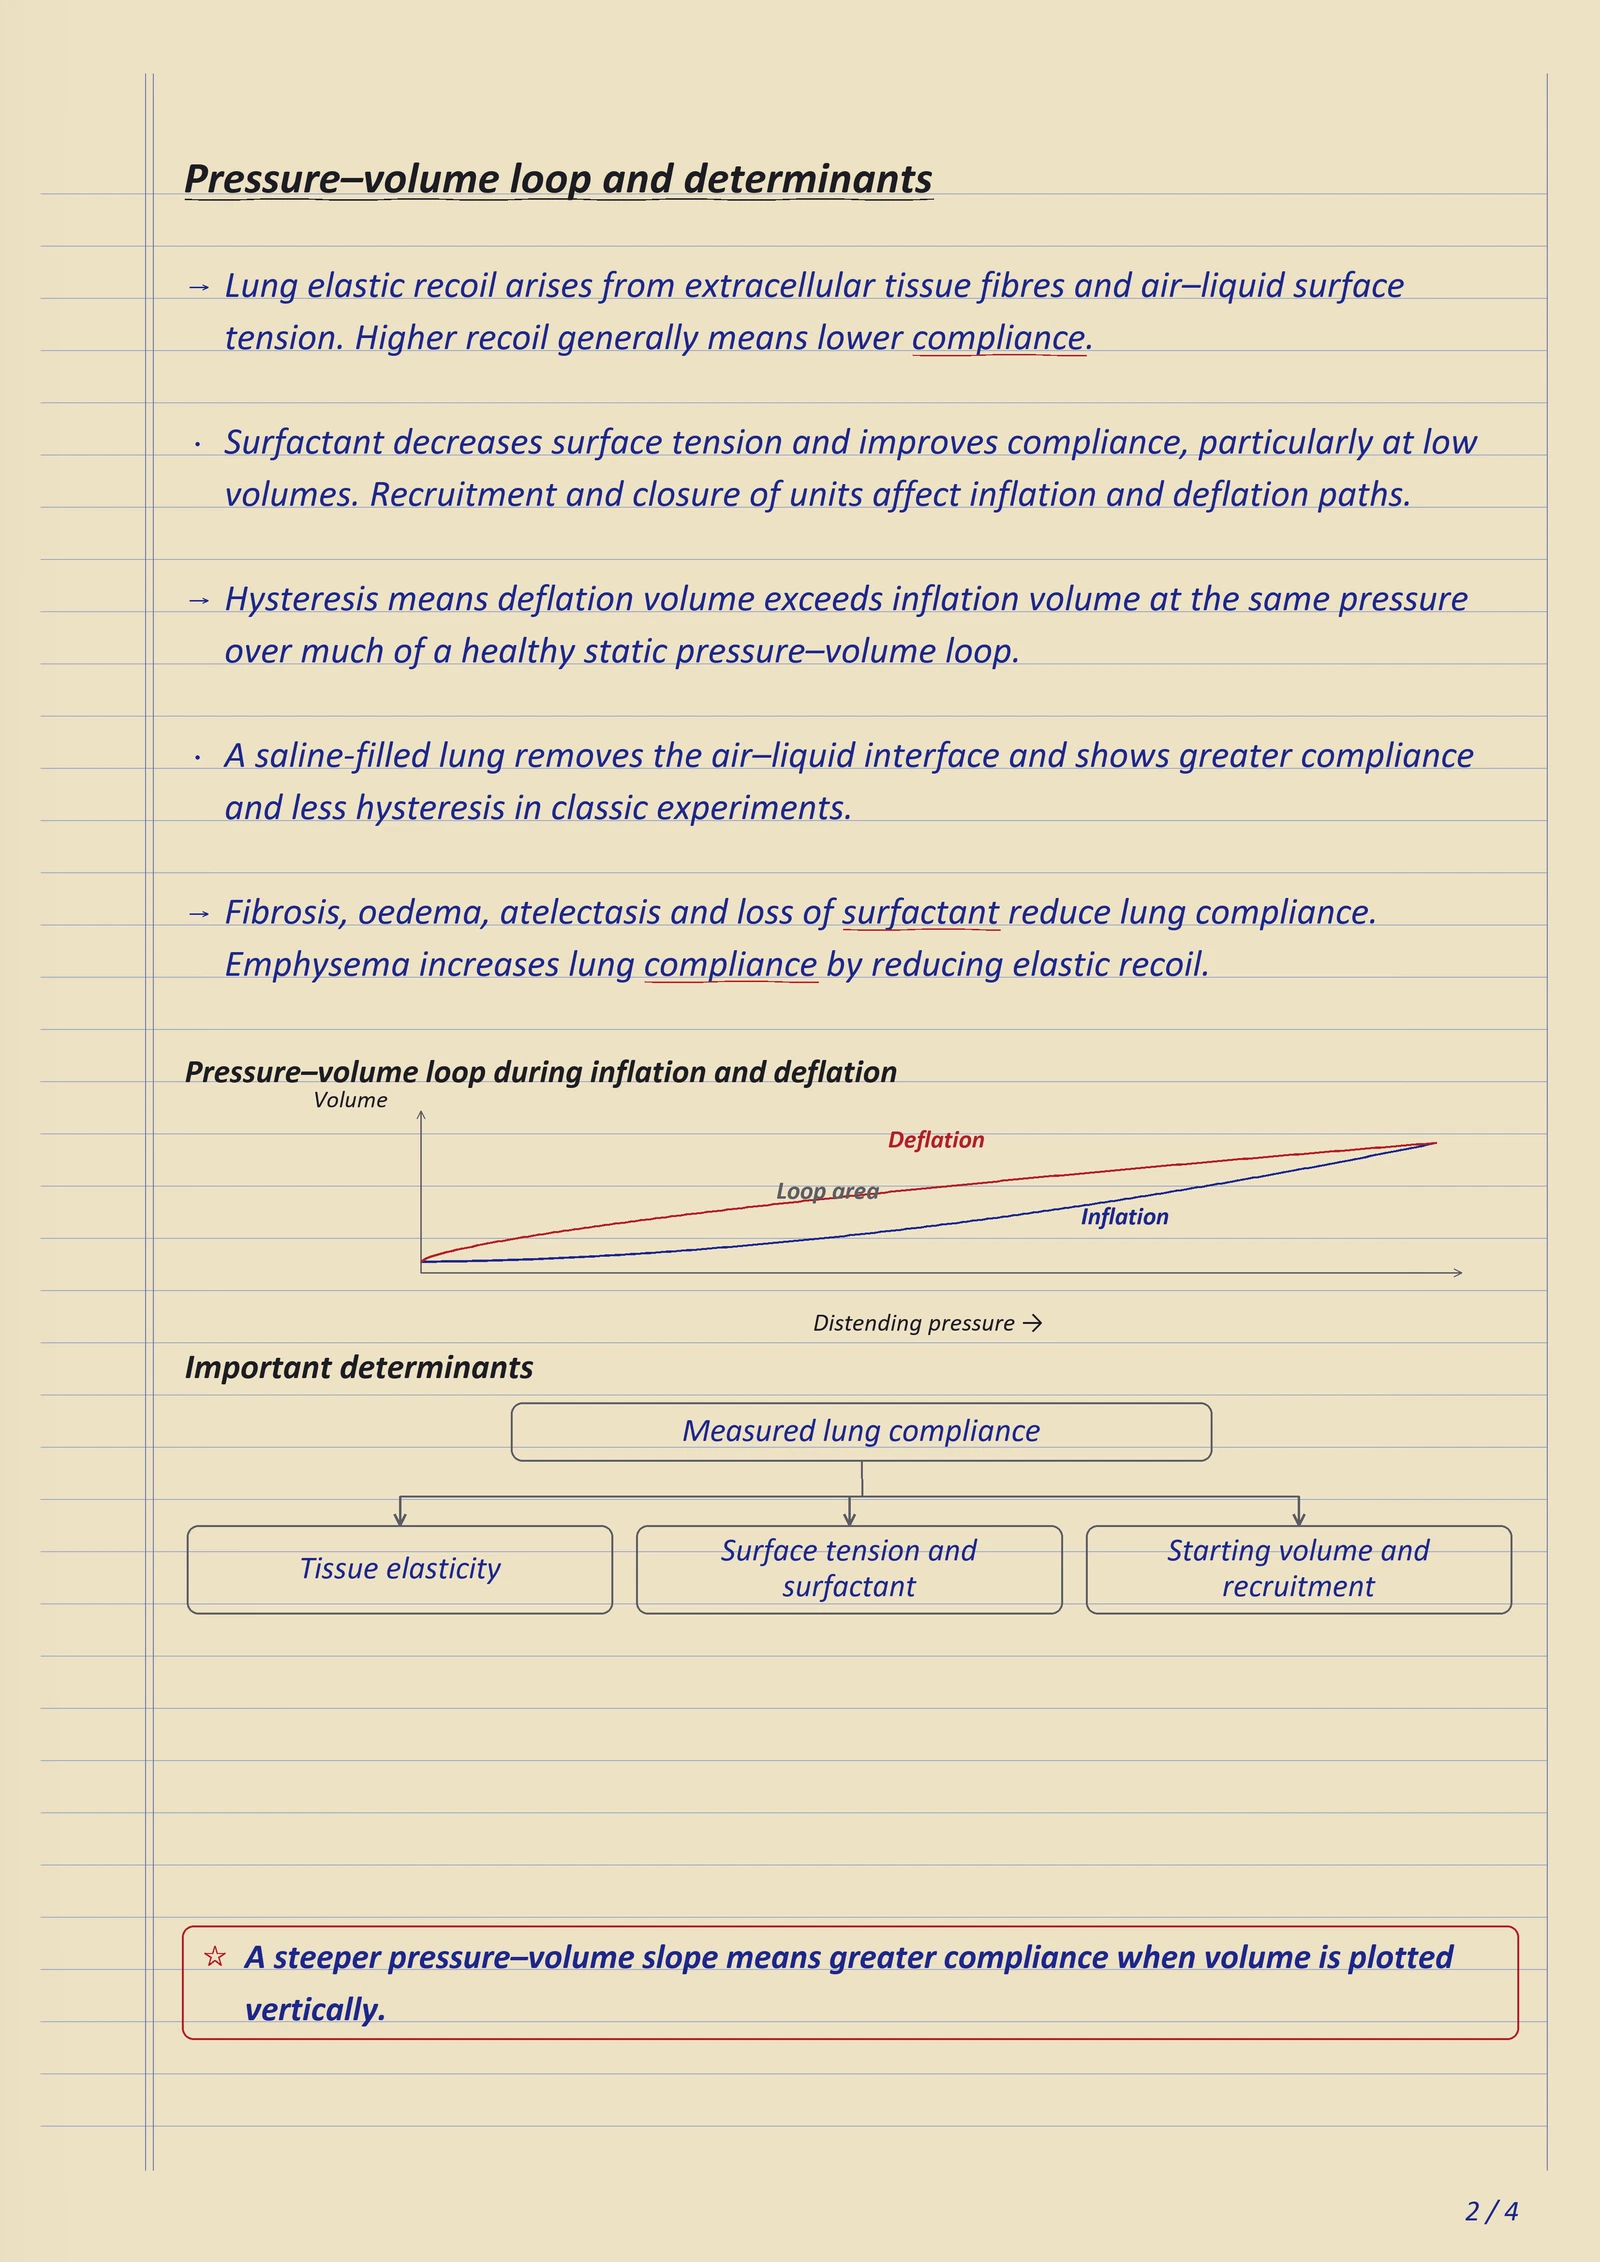 Pressure–volume loop and determinants
→ Lung elastic recoil arises from extracellular tissue fibres and air–liquid surface
tension. Higher recoil generally means lower compliance.
· Surfactant decreases surface tension and improves compliance, particularly at low
volumes. Recruitment and closure of units affect inflation and deflation paths.
→ Hysteresis means deflation volume exceeds inflation volume at the same pressure
over much of a healthy static pressure–volume loop.
· A saline-filled lung removes the air–liquid interface and shows greater compliance
and less hysteresis in classic experiments.
→ Fibrosis, oedema, atelectasis and loss of surfactant reduce lung compliance.
Emphysema increases lung compliance by reducing elastic recoil.
Pressure–volume loop during inflation and deflation
Volume
Deflation
Loop area
Inflation
Distending pressure →
Important determinants
Measured lung compliance
Tissue elasticity
Surface tension and
surfactant
Starting volume and
recruitment
☆ A steeper pressure–volume slope means greater compliance when volume is plotted
vertically.
2 / 4